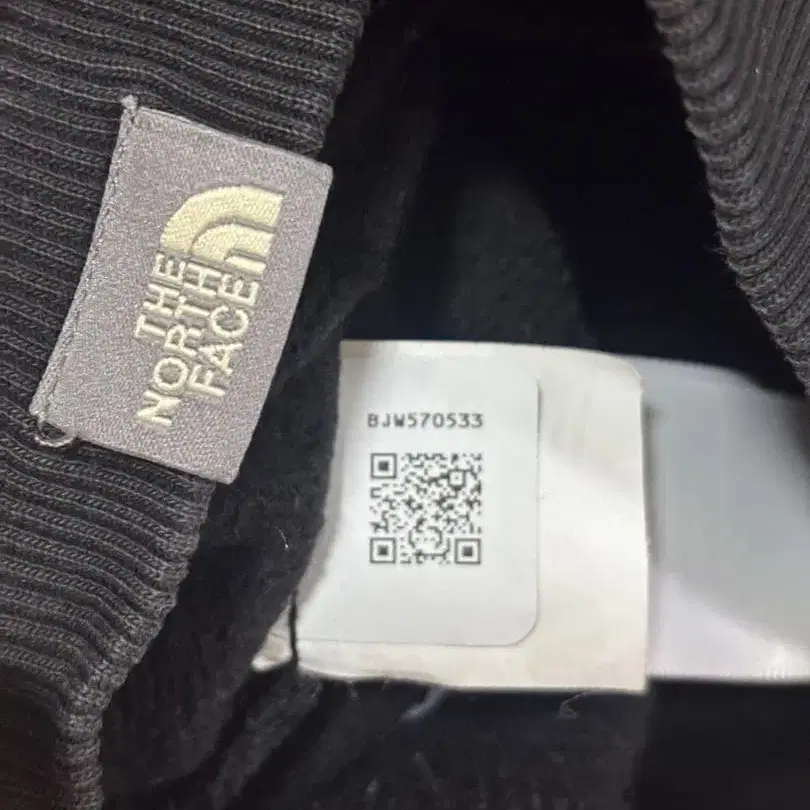 THE
NORTH
FACE
BJW570533